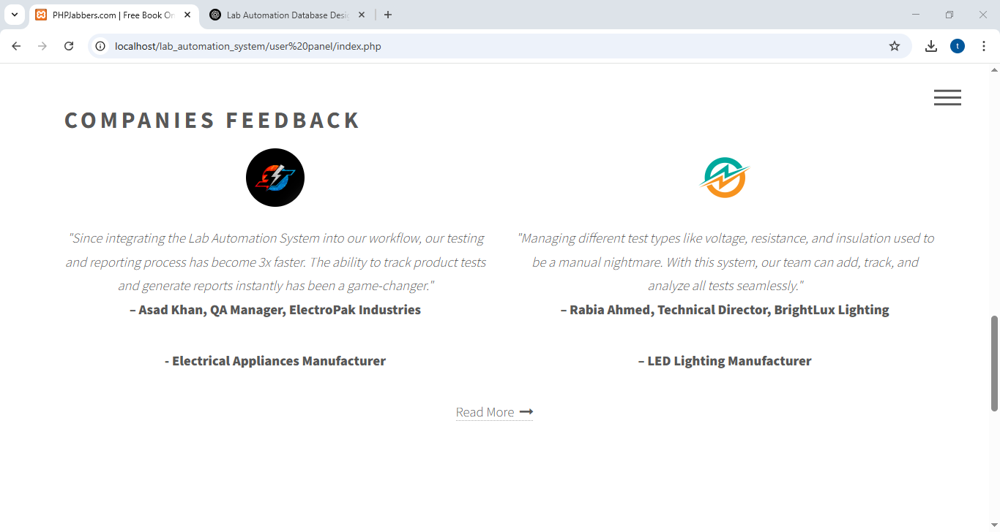 PHPJabbers.com | Free Book On
Lab Automation Database Desi
localhost/lab_automation_system/user%20panel/index.php
t
COMPANIES FEEDBACK
"Since integrating the Lab Automation System into our workflow, our testing
and reporting process has become 3x faster. The ability to track product tests
and generate reports instantly has been a game-changer."
– Asad Khan, QA Manager, ElectroPak Industries
- Electrical Appliances Manufacturer
"Managing different test types like voltage, resistance, and insulation used to
be a manual nightmare. With this system, our team can add, track, and
analyze all tests seamlessly."
– Rabia Ahmed, Technical Director, BrightLux Lighting
– LED Lighting Manufacturer
Read More